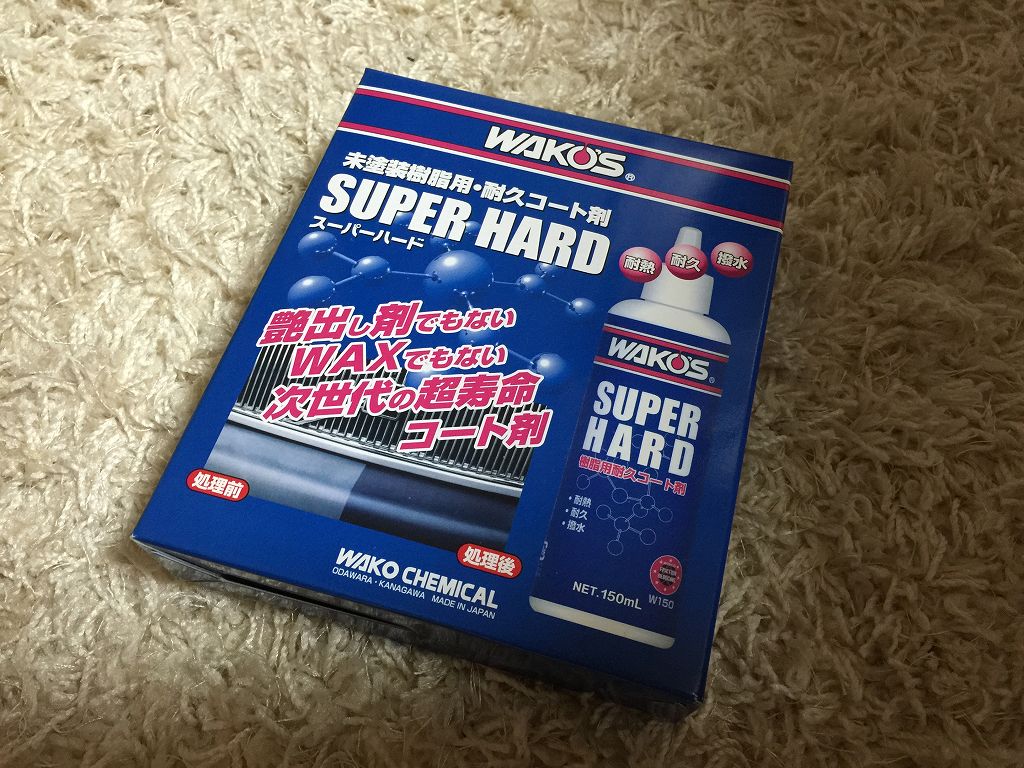 WAKO'S®
未塗装樹脂用・耐久コート剤
SUPER HARD
スーパーハード
耐熱
耐久
撥水
艶出し剤でもない
WAXでもない
次世代の超寿命
コート剤
処理前
処理後
WAKO'S®
SUPER
HARD
樹脂用耐久コート剤
・耐熱
・耐久
・撥水
NET.150mL
W150
WAKO CHEMICAL
ODAWARA・KANAGAWA MADE IN JAPAN